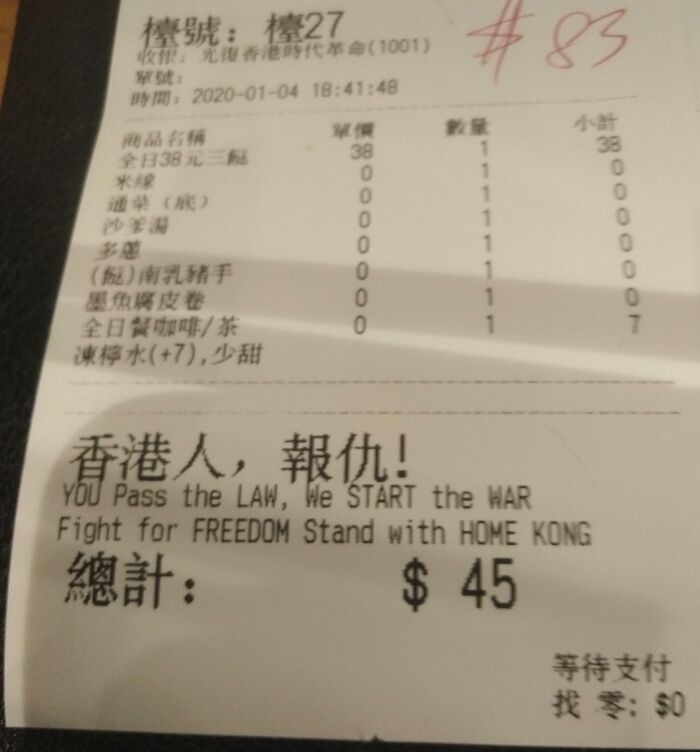 檯號：檯27
#83
收銀：光復香港時代革命(1001)
單號：
時間：2020-01-04 18:41:48
商品名稱 單價 數量 小計
全日38元三餸 38 1 38
米線 0 1 0
通菜（底） 0 1 0
沙爹湯 0 1 0
多蔥 0 1 0
(餸)南乳豬手 0 1 0
墨魚腐皮卷 0 1 0
全日餐咖啡/茶 0 1 7
凍檸水(+7),少甜
香港人，報仇!
YOU Pass the LAW, We START the WAR
Fight for FREEDOM Stand with HOME KONG
總計： $ 45
等待支付
找 零: $0